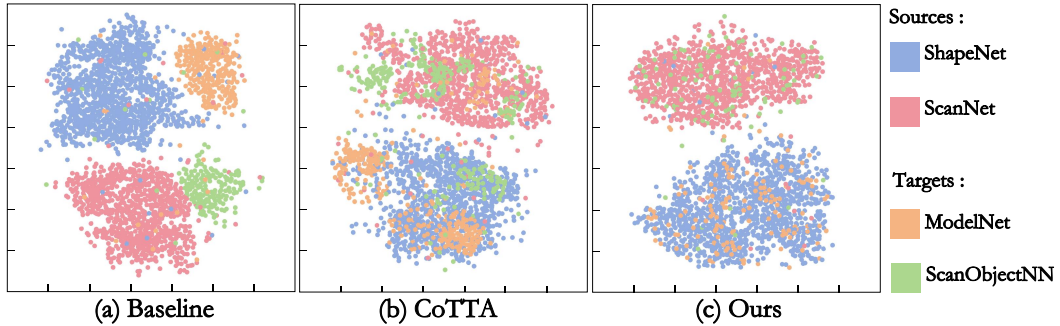 Sources :
ShapeNet
ScanNet
Targets :
ModelNet
ScanObjectNN
(a) Baseline
(b) CoTTA
(c) Ours